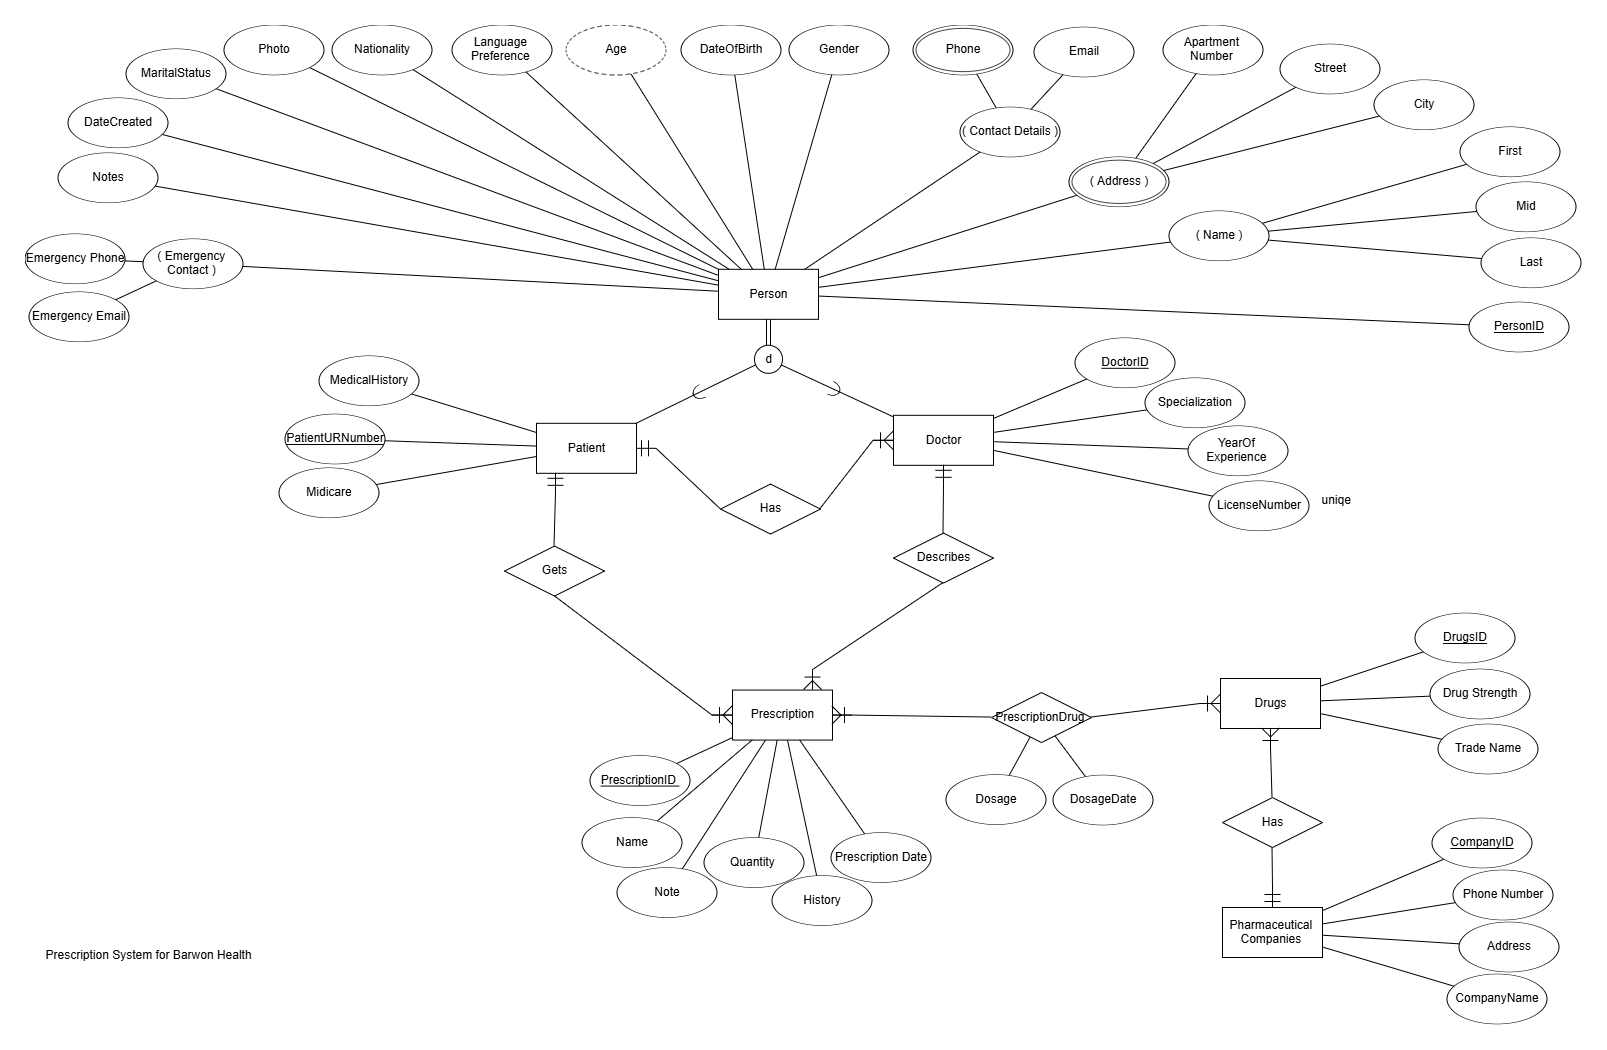 Photo
Nationality
Language
Preference
Age
DateOfBirth
Gender
Phone
Email
Apartment
Number
Street
MaritalStatus
City
DateCreated
( Contact Details )
First
Notes
( Address )
Mid
( Name )
Last
Emergency Phone
( Emergency
Contact )
Emergency Email
Person
PersonID
d
MedicalHistory
DoctorID
Specialization
PatientURNumber
Patient
Doctor
YearOf
Experience
Midicare
Has
LicenseNumber
uniqe
Gets
Describes
DrugsID
Prescription
PrescriptionDrug
Drugs
Drug Strength
Trade Name
PrescriptionID
Dosage
DosageDate
Name
Quantity
Prescription Date
Has
CompanyID
Note
History
Phone Number
Pharmaceutical
Companies
Address
CompanyName
Prescription System for Barwon Health